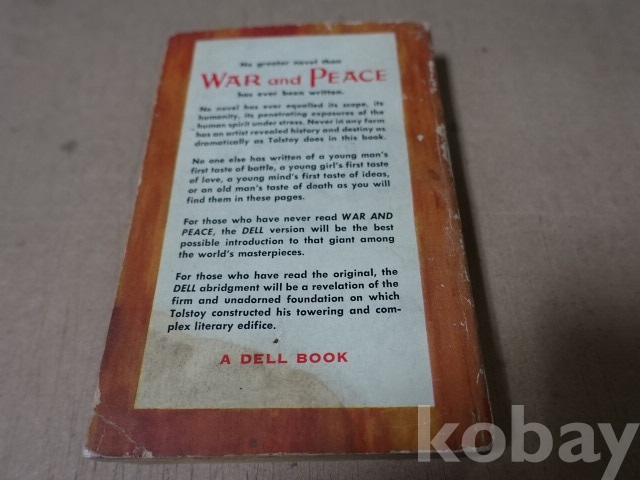 No greater novel than
WAR and PEACE
has ever been written.
No novel has ever equalled its scope, its
humanity, its penetrating exposures of the
human spirit under stress. Never in any form
has an artist revealed history and destiny as
dramatically as Tolstoy does in this book.
No one else has written of a young man's
first taste of battle, a young girl's first taste
of love, a young mind's first taste of ideas,
or an old man's taste of death as you will
find them in these pages.
For those who have never read WAR AND
PEACE, the DELL version will be the best
possible introduction to that giant among
the world's masterpieces.
For those who have read the original, the
DELL abridgment will be a revelation of the
firm and unadorned foundation on which
Tolstoy constructed his towering and com-
plex literary edifice.
A DELL BOOK
kobay